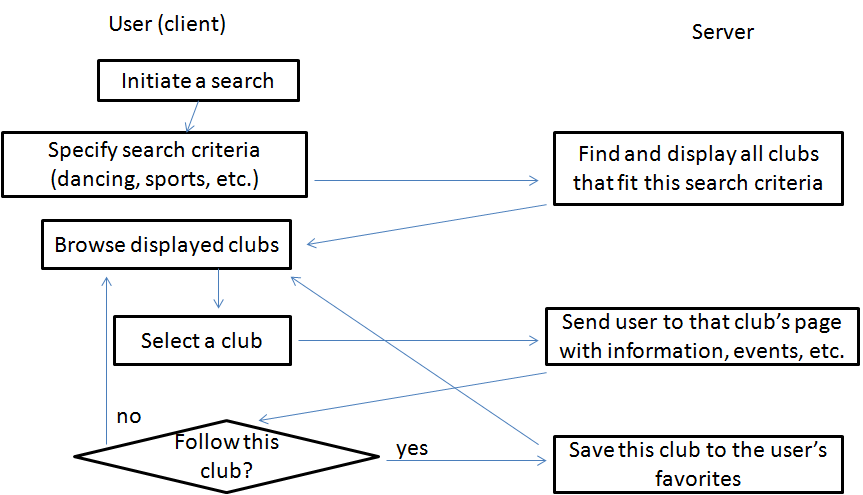 User (client)
Server
Initiate a search
Specify search criteria
(dancing, sports, etc.)
Find and display all clubs
that fit this search criteria
Browse displayed clubs
Select a club
Send user to that club’s page
with information, events, etc.
no
Follow this
club?
yes
Save this club to the user’s
favorites